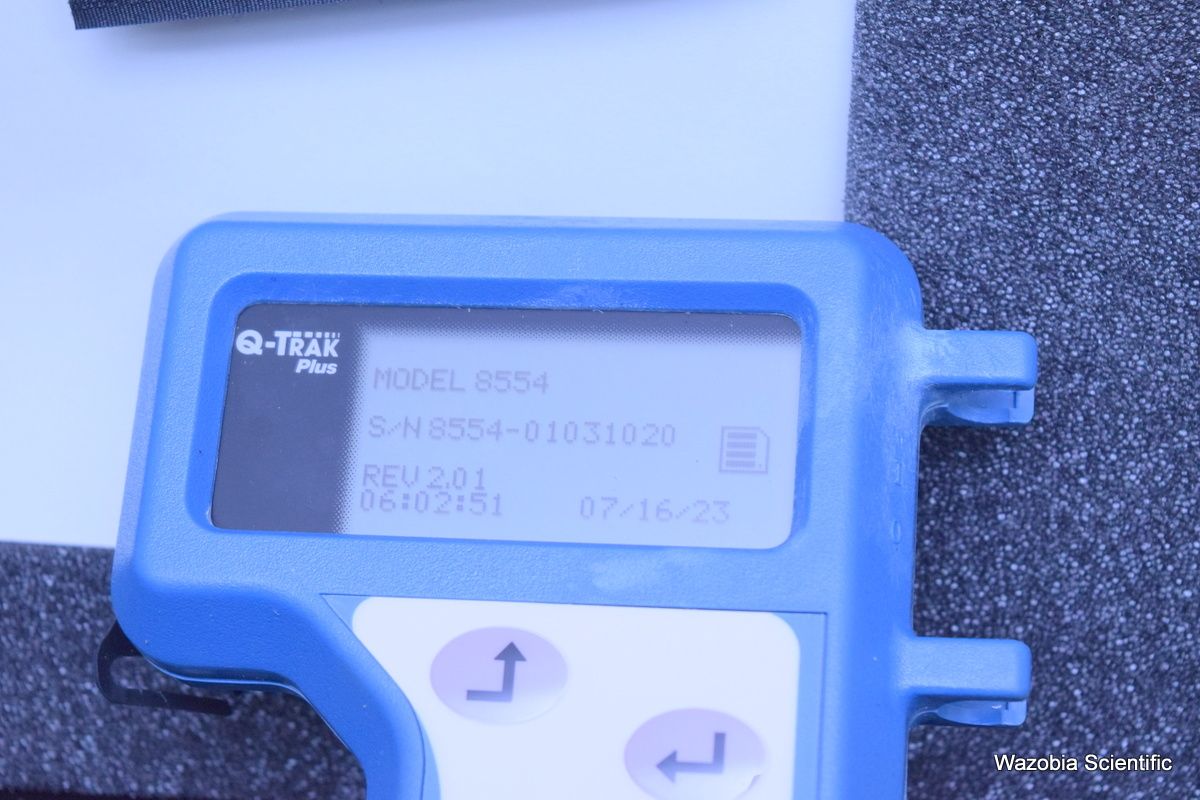 Q-TRAK
Plus
MODEL 8554
S/N 8554-01031020
REV 2.01
06:02:51 07/16/23
Wazobia Scientific